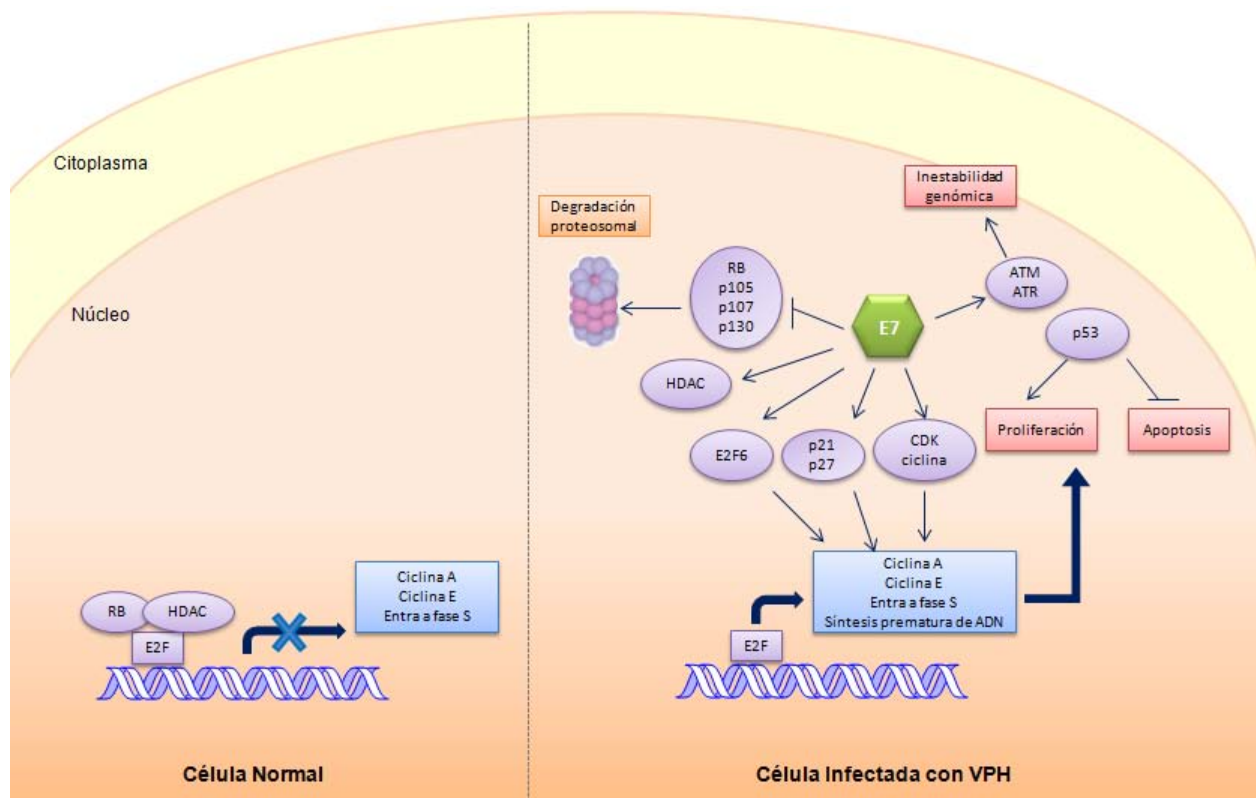 Citoplasma
Núcleo
RB
HDAC
E2F
Ciclina A
Ciclina E
Entra a fase S
Célula Normal
Degradación
proteosomal
Inestabilidad
genómica
RB
p105
p107
p130
E7
ATM
ATR
p53
HDAC
E2F6
p21
p27
CDK
ciclina
Proliferación
Apoptosis
Ciclina A
Ciclina E
Entra a fase S
Síntesis prematura de ADN
E2F
Célula Infectada con VPH